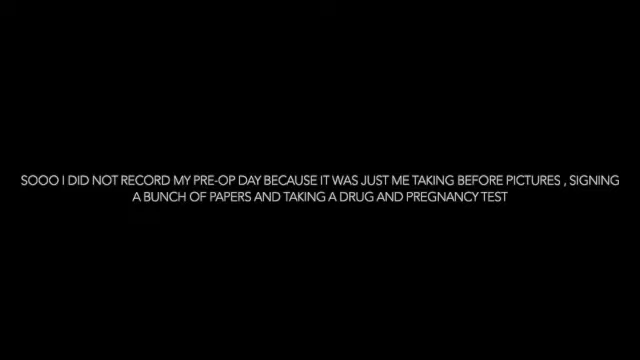 SOOO I DID NOT RECORD MY PRE-OP DAY BECAUSE IT WAS JUST ME TAKING BEFORE PICTURES , SIGNING
A BUNCH OF PAPERS AND TAKING A DRUG AND PREGNANCY TEST